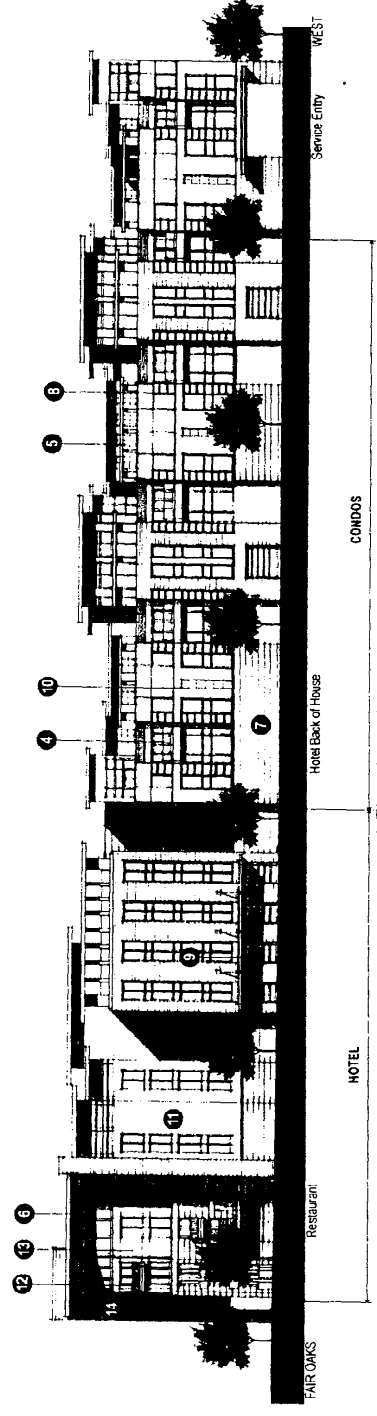 12 13 6 4 10 5 8
14 11 9 7
FAIR OAKS Restaurant Hotel Back of House Service Entry WEST
HOTEL CONDOS